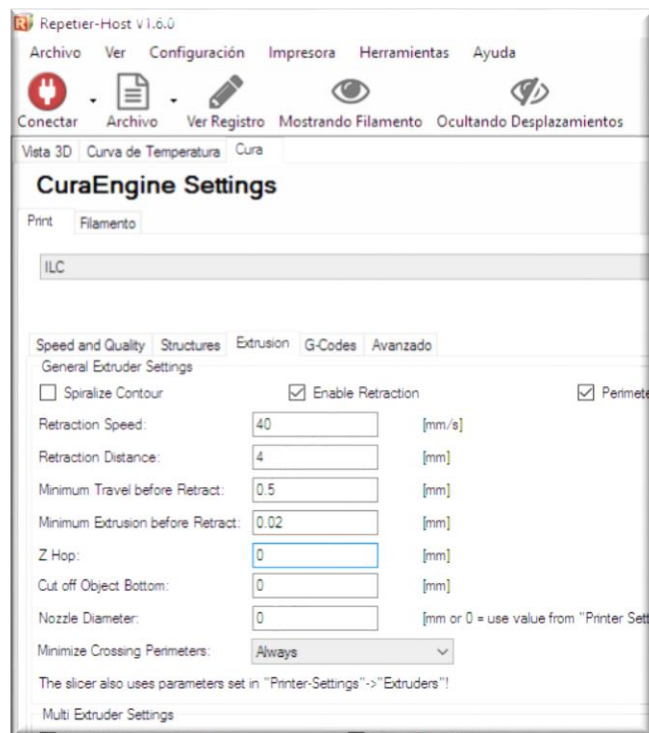 Repetier-Host V1.6.0
Archivo Ver Configuración Impresora Herramientas Ayuda
Conectar Archivo Ver Registro Mostrando Filamento Ocultando Desplazamientos
Vista 3D Curva de Temperatura Cura
CuraEngine Settings
Print Filamento
ILC
Speed and Quality Structures Extrusion G-Codes Avanzado
General Extruder Settings
Spiralize Contour Enable Retraction Perimete
Retraction Speed: 40 [mm/s]
Retraction Distance: 4 [mm]
Minimum Travel before Retract: 0.5 [mm]
Minimum Extrusion before Retract: 0.02 [mm]
Z Hop: 0 [mm]
Cut off Object Bottom: 0 [mm]
Nozzle Diameter: 0 [mm or 0 = use value from "Printer Sett
Minimize Crossing Perimeters: Always
The slicer also uses parameters set in "Printer-Settings"->"Extruders"!
Multi Extruder Settings